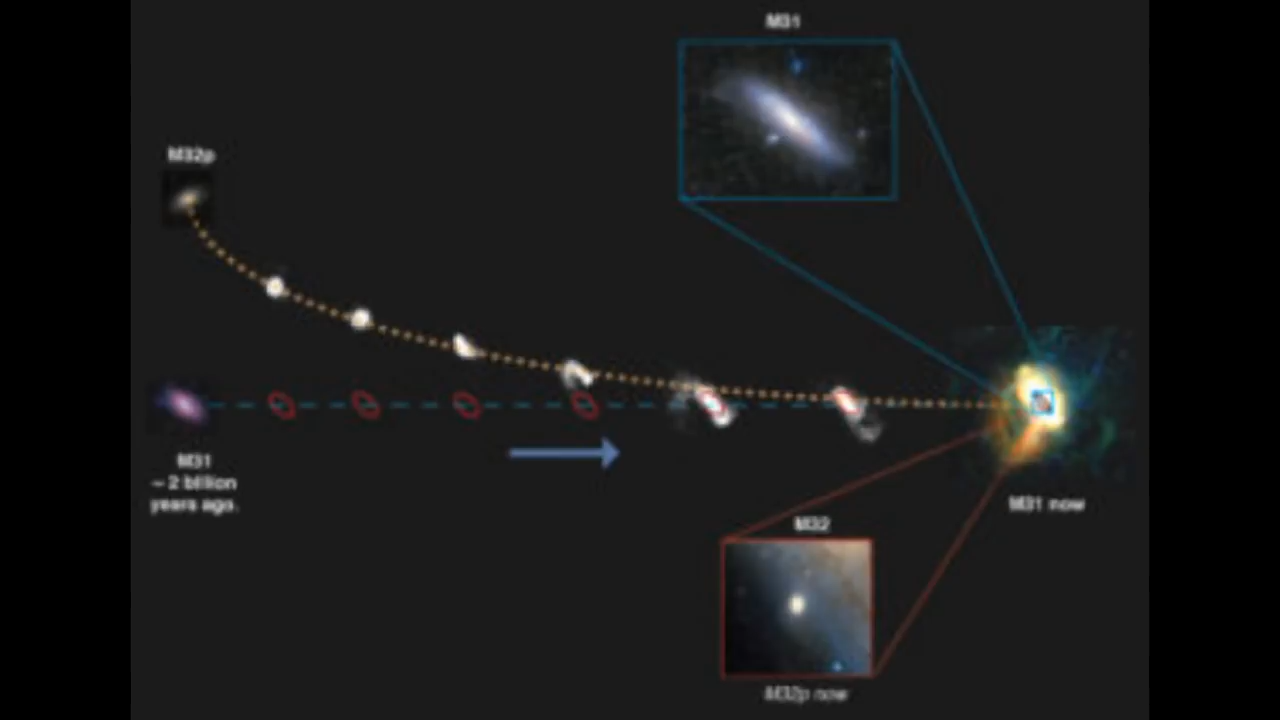 M31
M32p
M31
~ 2 billion
years ago.
M31 now
M32
M32p now